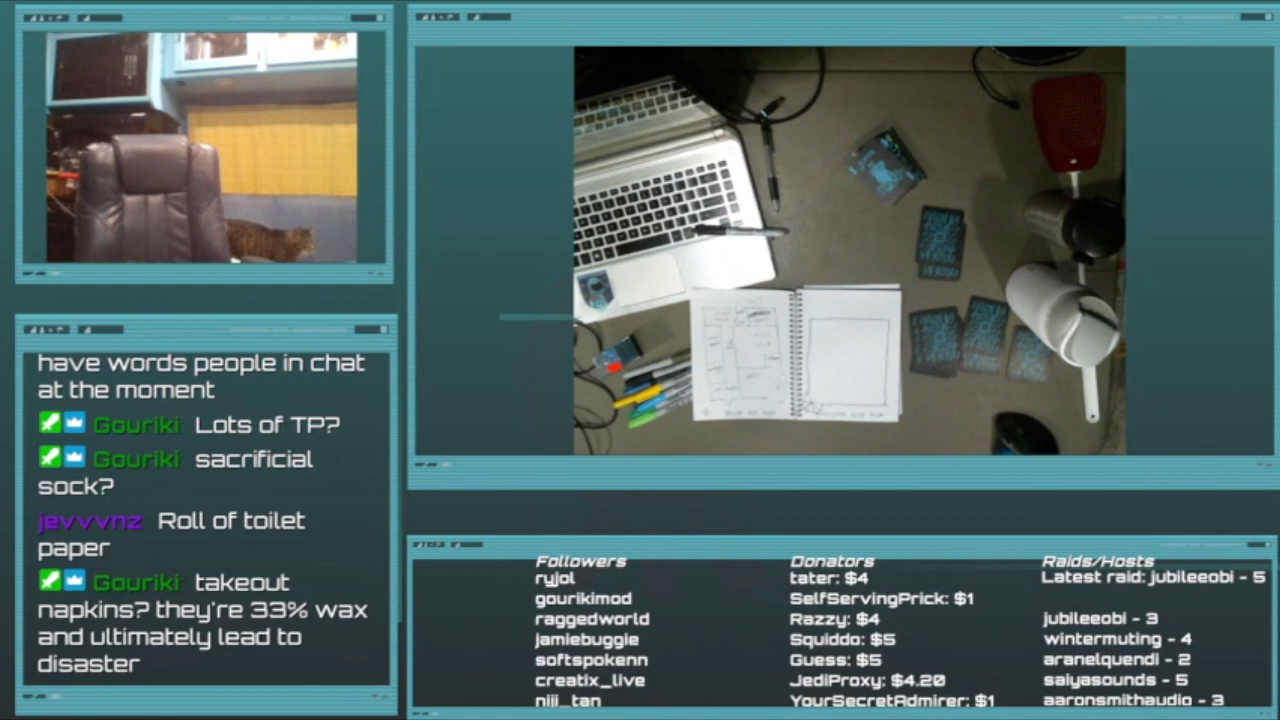 have words people in chat
at the moment
Gouriki Lots of TP?
Gouriki sacrificial
sock?
jevvvnz Roll of toilet
paper
Gouriki takeout
napkins? they're 33% wax
and ultimately lead to
disaster
Followers
ryjol
gourikimod
raggedworld
jamiebuggie
softspokenn
creatix_live
niji_tan
Donators
tater: $4
SelfServingPrick: $1
Razzy: $4
Squiddo: $5
Guess: $5
JediProxy: $4.20
YourSecretAdmirer: $1
Raids/Hosts
Latest raid: jubileeobi - 5
jubileeobi - 3
wintermuting - 4
aranelquendi - 2
saiyasounds - 5
aaronsmithaudio - 3